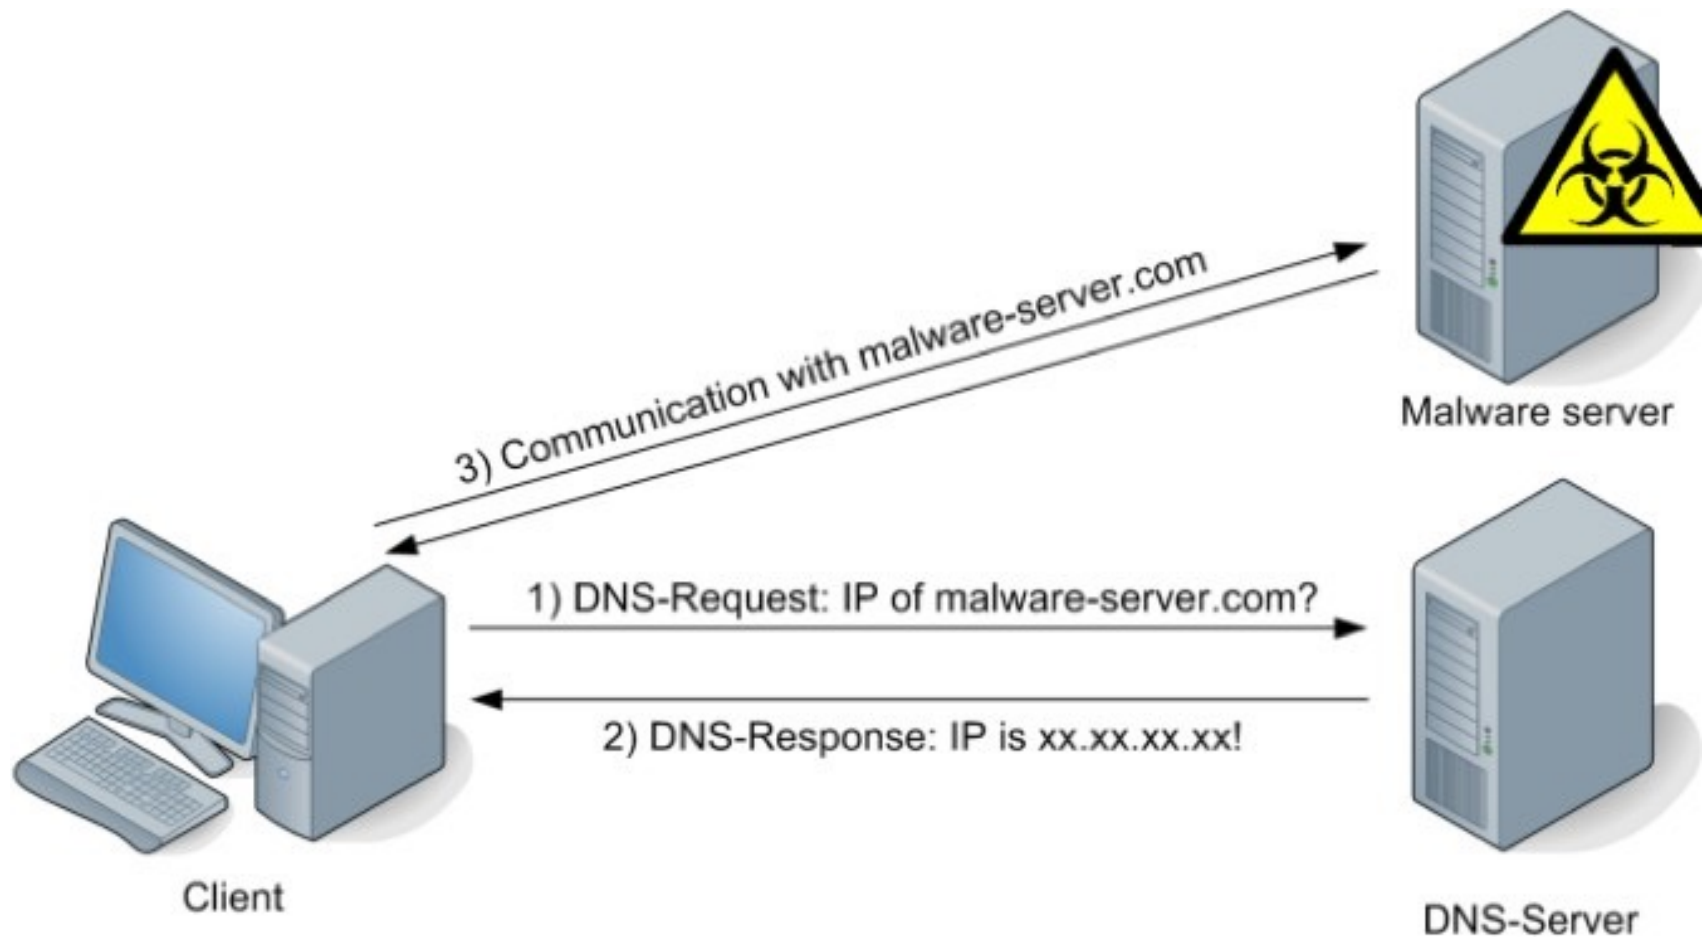 3) Communication with malware-server.com
Malware server
1) DNS-Request: IP of malware-server.com?
2) DNS-Response: IP is xx.xx.xx.xx!
Client
DNS-Server